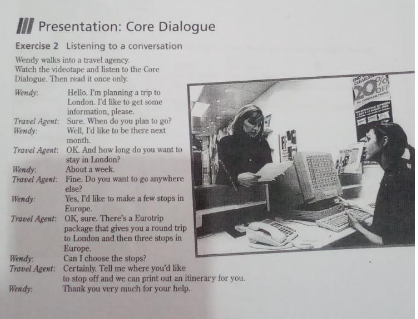 Presentation: Core Dialogue
Exercise 2 Listening to a conversation
Wendy walks into a travel agency.
Watch the videotape and listen to the Core
Dialogue. Then read it once only.
Wendy: Hello. I'm planning a trip to
London. I'd like to get some
information, please.
Travel Agent: Sure. When do you plan to go?
Wendy: Well, I'd like to be there next
month.
Travel Agent: OK. And how long do you want to
stay in London?
Wendy: About a week.
Travel Agent: Fine. Do you want to go anywhere
else?
Wendy: Yes, I'd like to make a few stops in
Europe.
Travel Agent: OK, sure. There's a Eurotrip
package that gives you a round trip
to London and then three stops in
Europe.
Wendy: Can I choose the stops?
Travel Agent: Certainly. Tell me where you'd like
to stop off and we can print out an itinerary for you.
Wendy: Thank you very much for your help.